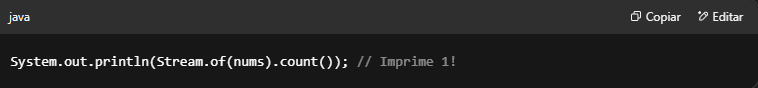 java Copiar Editar
System.out.println(Stream.of(nums).count()); // Imprime 1!